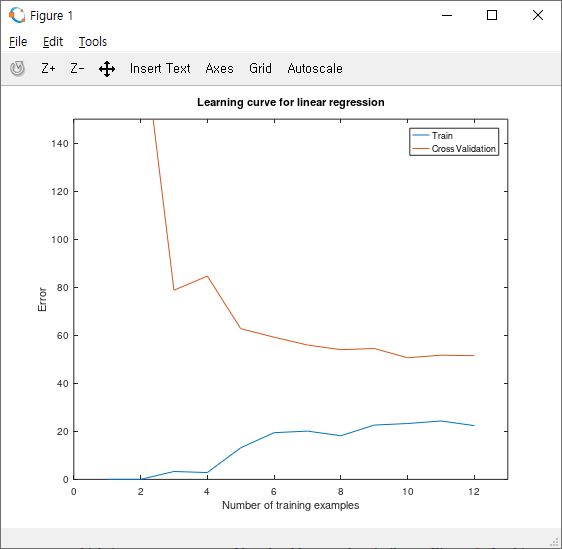 Figure 1
File Edit Tools
Z+ Z- Insert Text Axes Grid Autoscale
Learning curve for linear regression
Train
Cross Validation
140
120
100
80
60
40
20
0
Error
0 2 4 6 8 10 12
Number of training examples